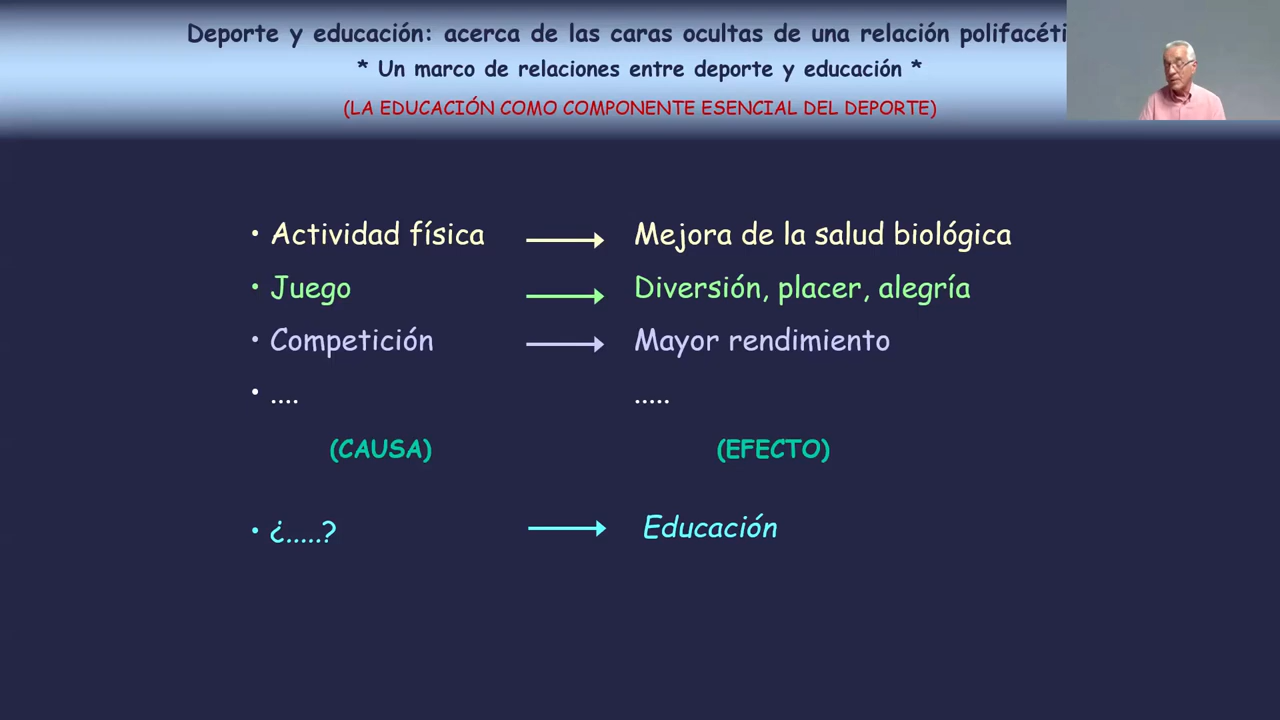 Deporte y educación: acerca de las caras ocultas de una relación polifacéti
* Un marco de relaciones entre deporte y educación *
(LA EDUCACIÓN COMO COMPONENTE ESENCIAL DEL DEPORTE)
• Actividad física → Mejora de la salud biológica
• Juego → Diversión, placer, alegría
• Competición → Mayor rendimiento
• .... .....
(CAUSA) (EFECTO)
• ¿.....? → Educación